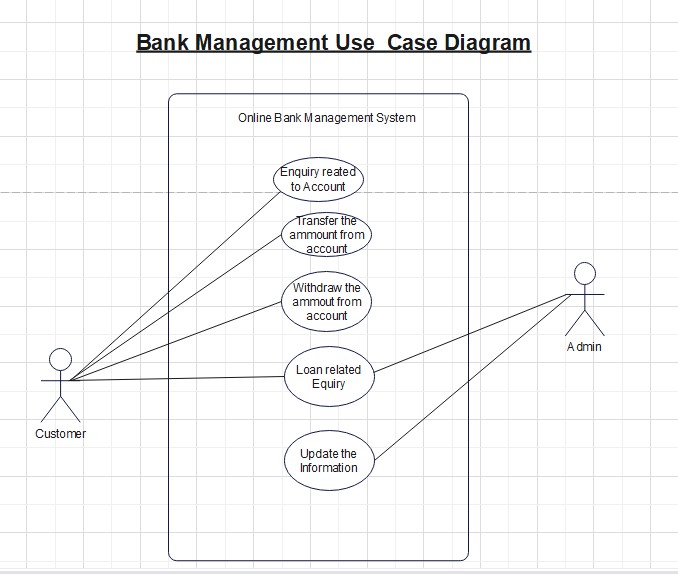 Bank Management Use Case Diagram
Online Bank Management System
Enquiry reated
to Account
Transfer the
ammount from
account
Withdraw the
ammout from
account
Loan related
Equiry
Update the
Information
Customer
Admin